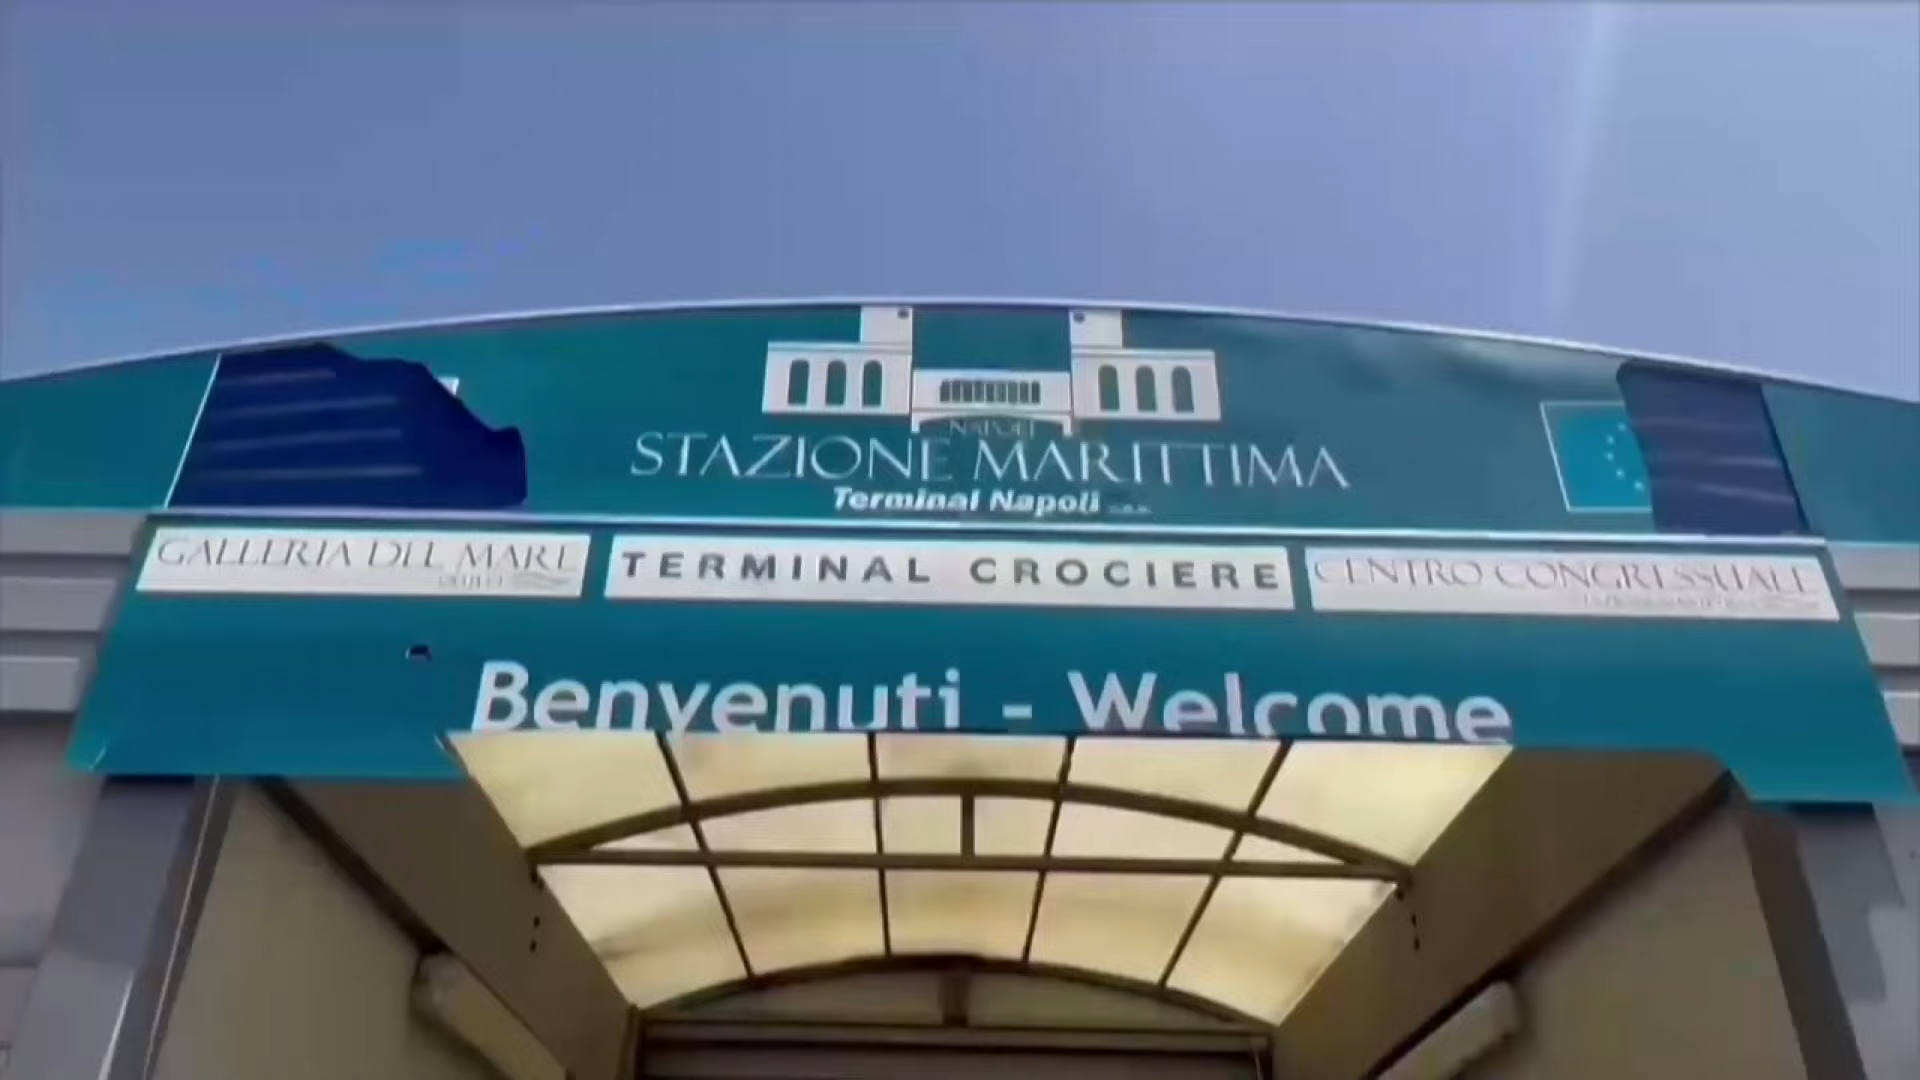 NAPOLI
STAZIONE MARITTIMA
Terminal Napoli
GALLERIA DEL MARE
TERMINAL CROCIERE
CENTRO CONGRESSUALE
Benvenuti - Welcome